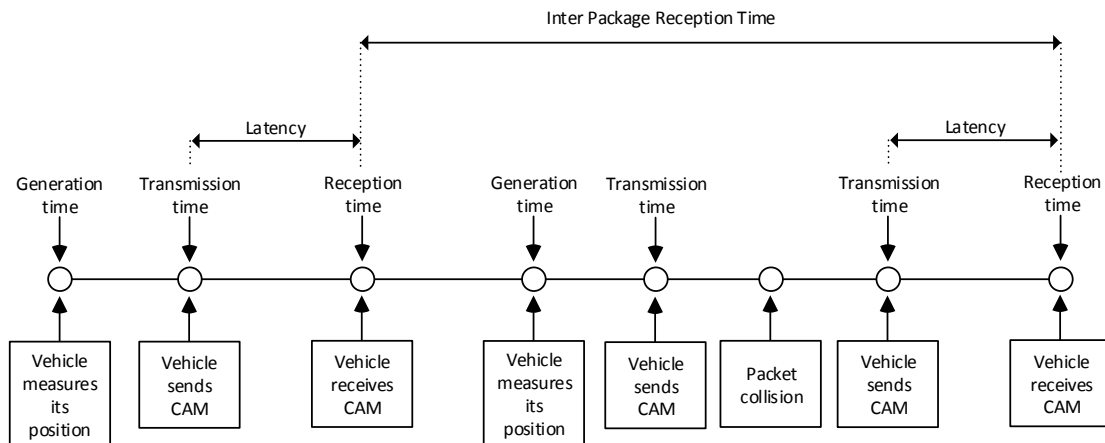 Inter Package Reception Time
Latency
Latency
Generation
time
Transmission
time
Reception
time
Generation
time
Transmission
time
Transmission
time
Reception
time
Vehicle
measures
its
position
Vehicle
sends
CAM
Vehicle
receives
CAM
Vehicle
measures
its
position
Vehicle
sends
CAM
Packet
collision
Vehicle
sends
CAM
Vehicle
receives
CAM